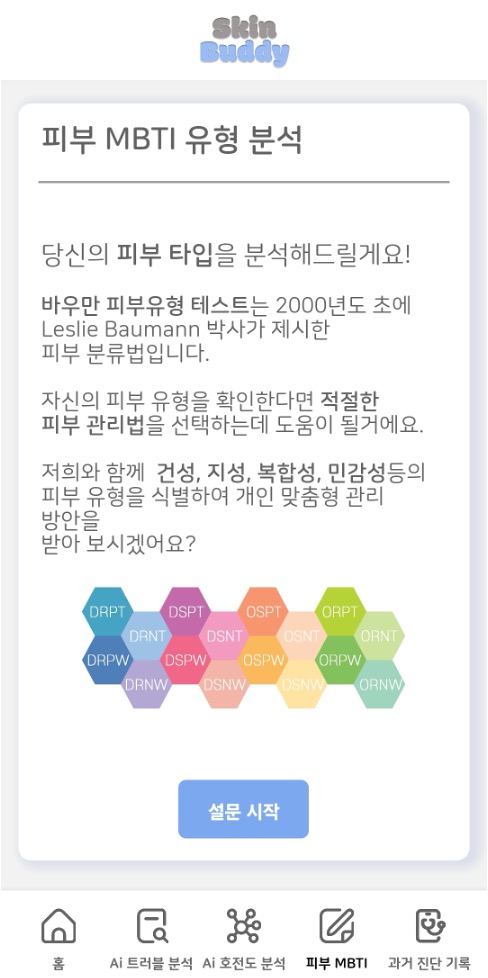 Skin
Buddy
피부 MBTI 유형 분석
당신의 피부 타입을 분석해드릴게요!
바우만 피부유형 테스트는 2000년도 초에
Leslie Baumann 박사가 제시한
피부 분류법입니다.
자신의 피부 유형을 확인한다면 적절한
피부 관리법을 선택하는데 도움이 될거에요.
저희와 함께 건성, 지성, 복합성, 민감성등의
피부 유형을 식별하여 개인 맞춤형 관리
방안을
받아 보시겠어요?
DRPT DSPT OSPT ORPT
DRNT DSNT OSNT ORNT
DRPW DSPW OSPW ORPW
DRNW DSNW DSNW ORNW
설문 시작
홈 Ai 트러블 분석 Ai 호전도 분석 피부 MBTI 과거 진단 기록